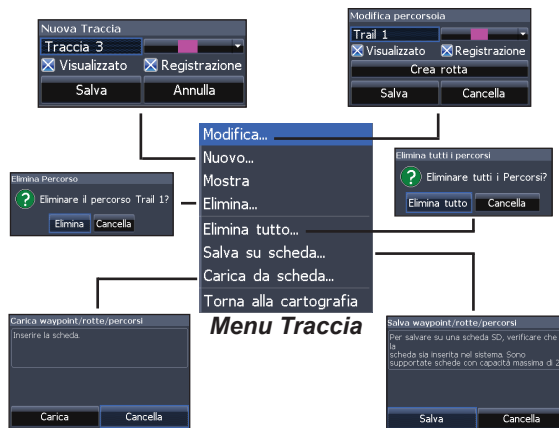 Nuova Traccia
Traccia 3
Visualizzato Registrazione
Salva Annulla
Modifica percorsoia
Trail 1
Visualizzato Registrazione
Crea rotta
Salva Cancella
Modifica...
Nuovo...
Mostra
Elimina...
Elimina tutto...
Salva su scheda...
Carica da scheda...
Torna alla cartografia
Menu Traccia
Elimina Percorso
Eliminare il percorso Trail 1?
Elimina Cancella
Elimina tutti i percorsi
Eliminare tutti i Percorsi?
Elimina tutto Cancella
Carica waypoint/rotte/percorsi
Inserire la scheda.
Carica Cancella
Salva waypoint/rotte/percorsi
Per salvare su una scheda SD, verificare che
la
scheda sia inserita nel sistema. Sono
supportate schede con capacità massima di 2
Salva Cancella